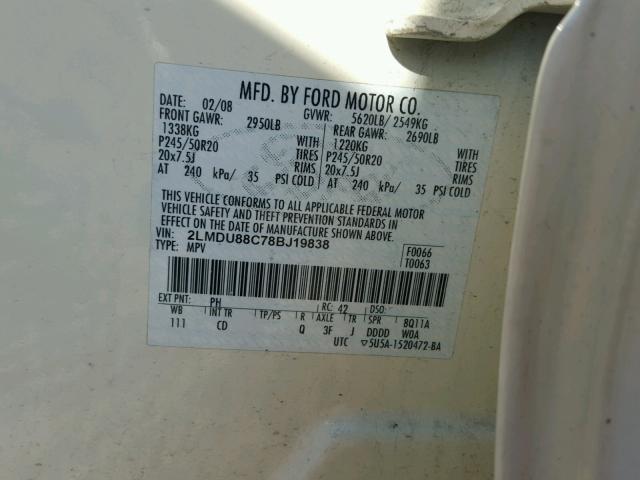 MFD. BY FORD MOTOR CO.
DATE: 02/08 GVWR: 5620LB/ 2549KG
FRONT GAWR: 2950LB REAR GAWR: 2690LB
1338KG WITH 1220KG WITH
P245/50R20 TIRES P245/50R20 TIRES
20x7.5J RIMS 20x7.5J RIMS
AT 240 kPa/ 35 PSI COLD AT 240 kPa/ 35 PSI COLD
THIS VEHICLE CONFORMS TO ALL APPLICABLE FEDERAL MOTOR
VEHICLE SAFETY AND THEFT PREVENTION STANDARDS IN
EFFECT ON THE DATE OF MANUFACTURE SHOWN ABOVE.
VIN: 2LMDU88C78BJ19838 F0066
TYPE: MPV T0063
EXT PNT: PH RC: 42 DSO:
WB INT TR TP/PS R AXLE TR SPR 8Q11A
111 CD Q 3F J DDDD W0A
UTC ▽5U5A-1520472-BA